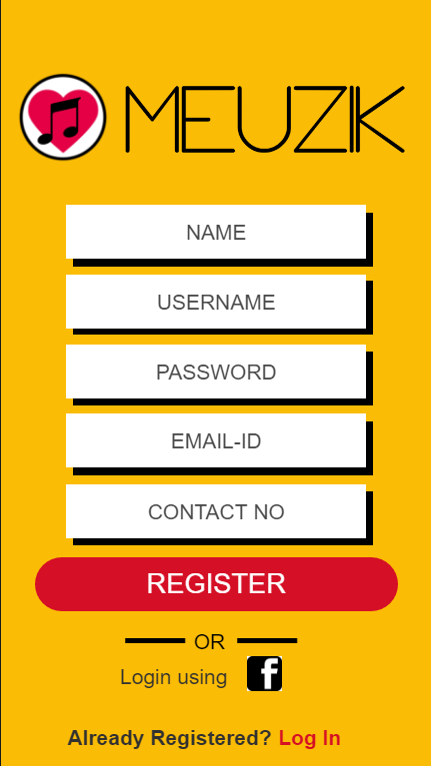 MEUZIK
NAME
USERNAME
PASSWORD
EMAIL-ID
CONTACT NO
REGISTER
OR
Login using f
Already Registered? Log In